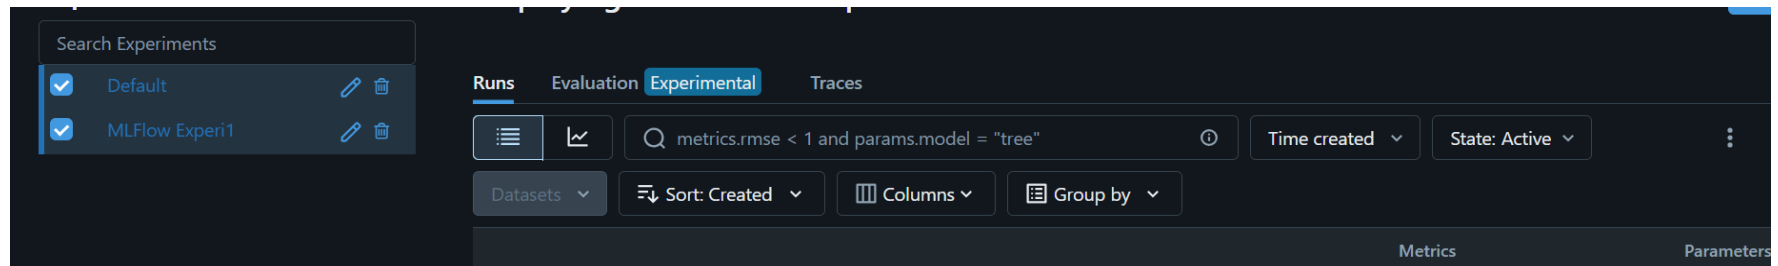 Search Experiments
Default
MLFlow Experi1
Runs Evaluation Experimental Traces
metrics.rmse < 1 and params.model = "tree" Time created State: Active
Datasets Sort: Created Columns Group by
Metrics Parameters